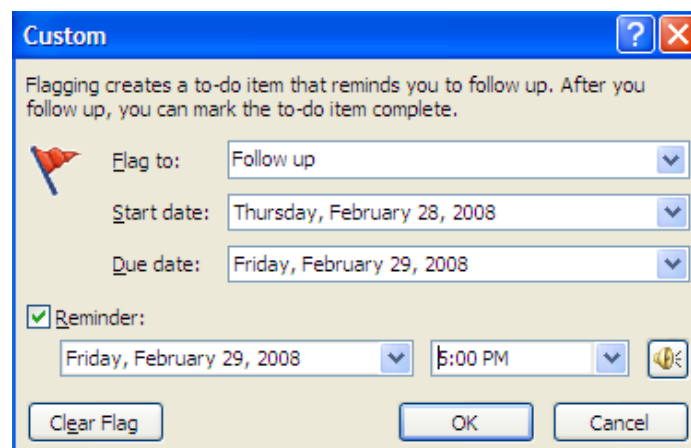 Custom
Flagging creates a to-do item that reminds you to follow up. After you
follow up, you can mark the to-do item complete.
Flag to: Follow up
Start date: Thursday, February 28, 2008
Due date: Friday, February 29, 2008
Reminder:
Friday, February 29, 2008 5:00 PM
Clear Flag OK Cancel